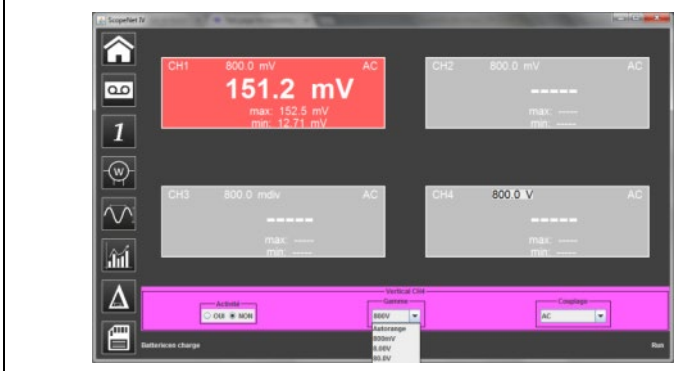 ScopeNet IV
CH1 800.0 mV AC
151.2 mV
max: 152.5 mV
min: 12.71 mV
CH2 800.0 mV AC
-----
max: -----
min: -----
CH3 800.0 mdiv AC
-----
max: -----
min: -----
CH4 800.0 V AC
-----
max: -----
min: -----
1
W
Vertical CH4
Activité
OUI NON
Gamme
800V
Autorange
800mV
8.00V
80.0V
Couplage
AC
Batterie en charge
Run